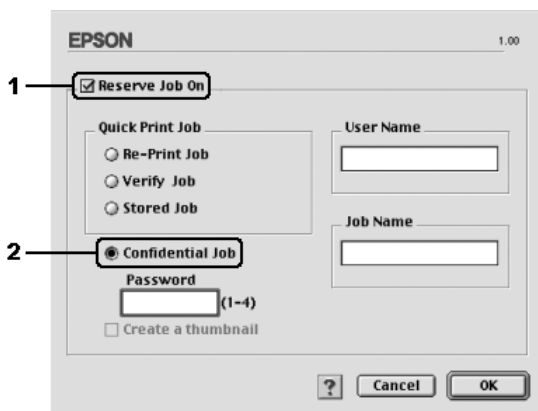 EPSON
1.00
1
Reserve Job On
Quick Print Job
Re-Print Job
Verify Job
Stored Job
User Name
Job Name
2
Confidential Job
Password
(1-4)
Create a thumbnail
?
Cancel
OK